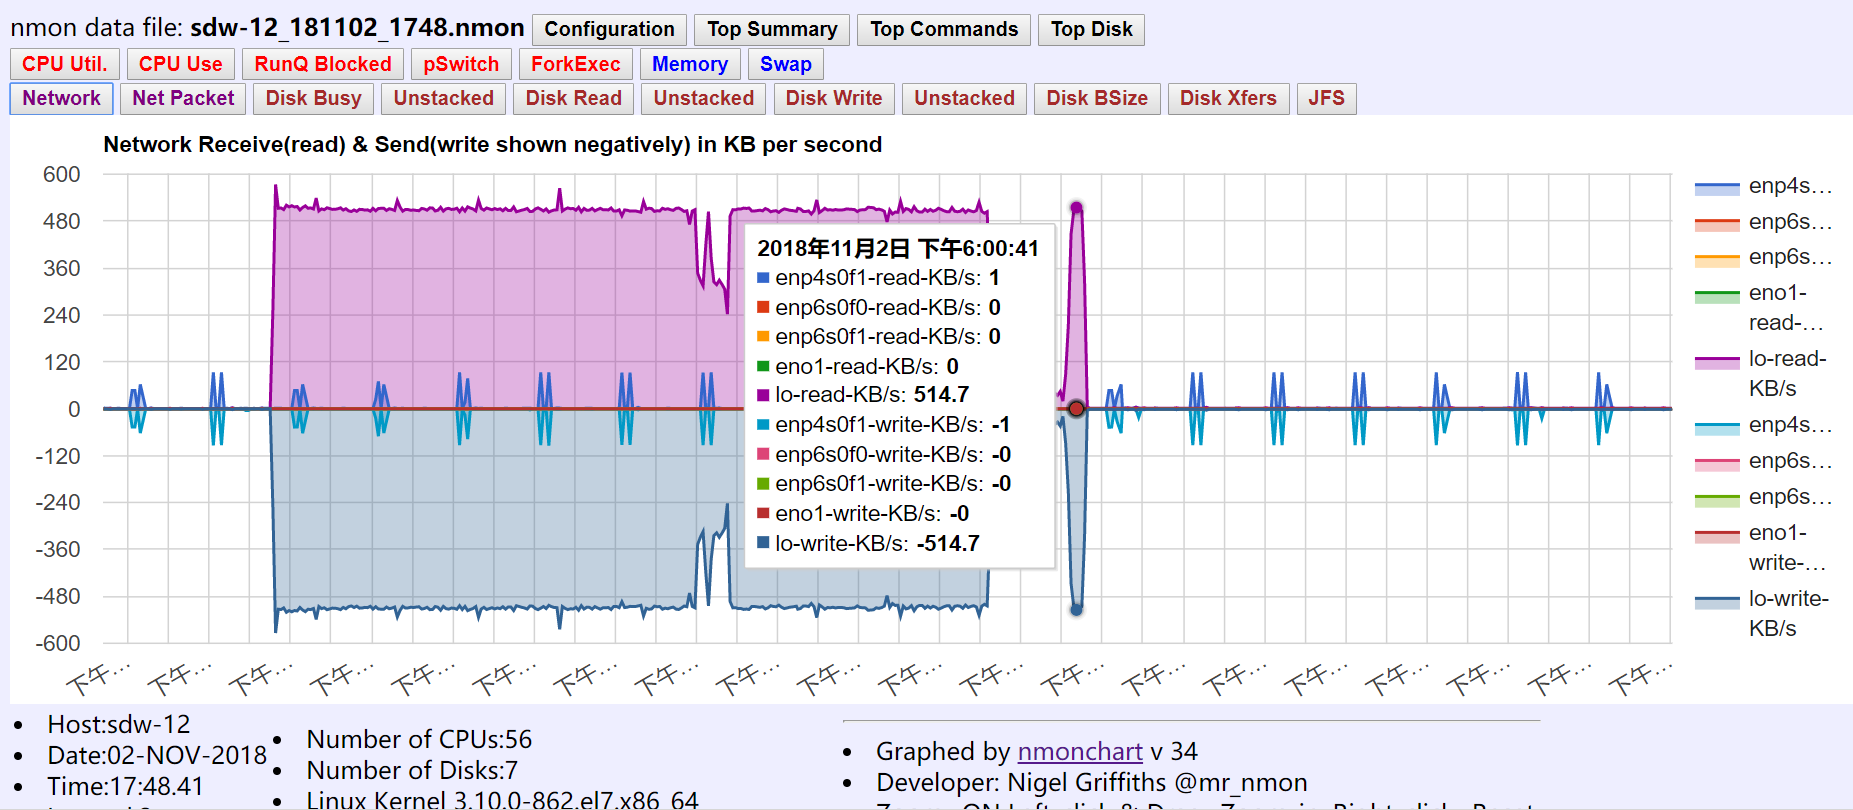 nmon data file: sdw-12_181102_1748.nmon Configuration Top Summary Top Commands Top Disk
CPU Util. CPU Use RunQ Blocked pSwitch ForkExec Memory Swap
Network Net Packet Disk Busy Unstacked Disk Read Unstacked Disk Write Unstacked Disk BSize Disk Xfers JFS
Network Receive(read) & Send(write shown negatively) in KB per second
600
480
360
240
120
0
-120
-240
-360
-480
-600
2018年11月2日 下午6:00:41
enp4s0f1-read-KB/s: 1
enp6s0f0-read-KB/s: 0
enp6s0f1-read-KB/s: 0
eno1-read-KB/s: 0
lo-read-KB/s: 514.7
enp4s0f1-write-KB/s: -1
enp6s0f0-write-KB/s: -0
enp6s0f1-write-KB/s: -0
eno1-write-KB/s: -0
lo-write-KB/s: -514.7
enp4s...
enp6s...
enp6s...
eno1-
read-...
lo-read-
KB/s
enp4s...
enp6s...
enp6s...
eno1-
write-...
lo-write-
KB/s
下午... 下午... 下午... 下午... 下午... 下午... 下午... 下午... 下午... 下午... 下午... 下午... 下午... 下午... 下午... 下午... 下午... 下午... 下午... 下午...
Host:sdw-12
Date:02-NOV-2018
Time:17:48.41
Number of CPUs:56
Number of Disks:7
Linux Kernel 3.10.0-862.el7.x86_64
Graphed by nmonchart v 34
Developer: Nigel Griffiths @mr_nmon